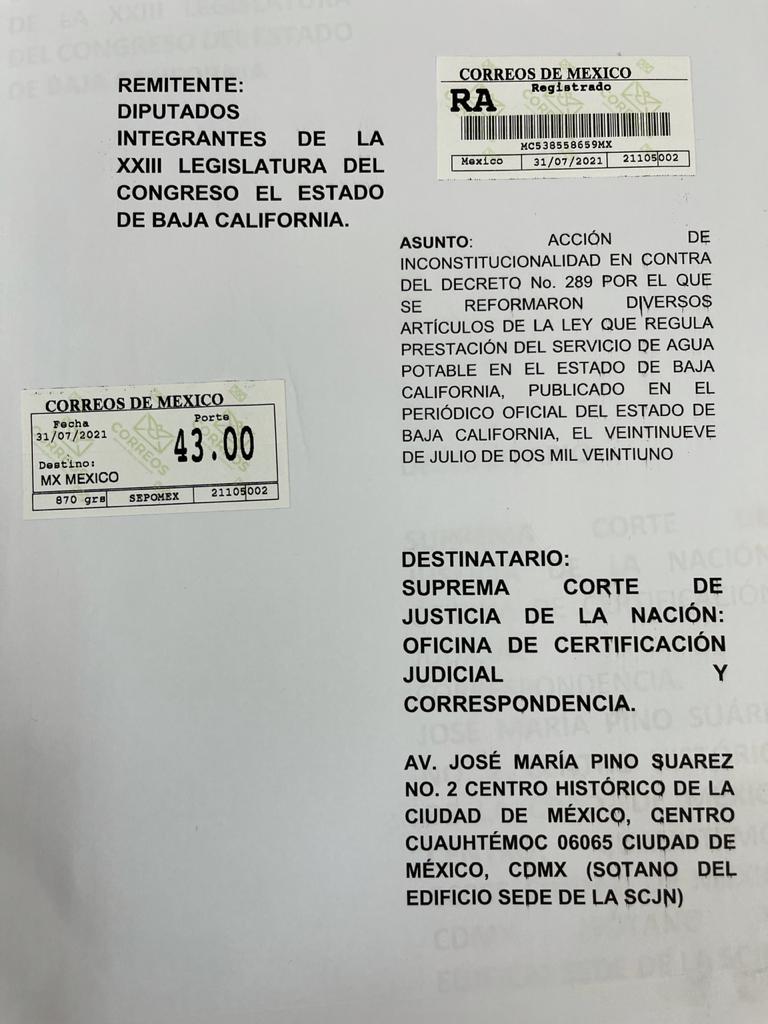 REMITENTE:
DIPUTADOS
INTEGRANTES DE LA
XXIII LEGISLATURA DEL
CONGRESO EL ESTADO
DE BAJA CALIFORNIA.
CORREOS DE MEXICO
Registrado
RA
MC538558659MX
Mexico 31/07/2021 21105002
ASUNTO: ACCIÓN DE
INCONSTITUCIONALIDAD EN CONTRA
DEL DECRETO No. 289 POR EL QUE
SE REFORMARON DIVERSOS
ARTÍCULOS DE LA LEY QUE REGULA
PRESTACIÓN DEL SERVICIO DE AGUA
POTABLE EN EL ESTADO DE BAJA
CALIFORNIA, PUBLICADO EN EL
PERIÓDICO OFICIAL DEL ESTADO DE
BAJA CALIFORNIA, EL VEINTINUEVE
DE JULIO DE DOS MIL VEINTIUNO
CORREOS DE MEXICO
Fecha Porte
31/07/2021 43.00
Destino:
MX MEXICO
870 grs SEPOMEX 21105002
DESTINATARIO:
SUPREMA CORTE DE
JUSTICIA DE LA NACIÓN:
OFICINA DE CERTIFICACIÓN
JUDICIAL Y
CORRESPONDENCIA.
AV. JOSÉ MARÍA PINO SUAREZ
NO. 2 CENTRO HISTÓRICO DE LA
CIUDAD DE MÉXICO, CENTRO
CUAUHTÉMOC 06065 CIUDAD DE
MÉXICO, CDMX (SOTANO DEL
EDIFICIO SEDE DE LA SCJN)